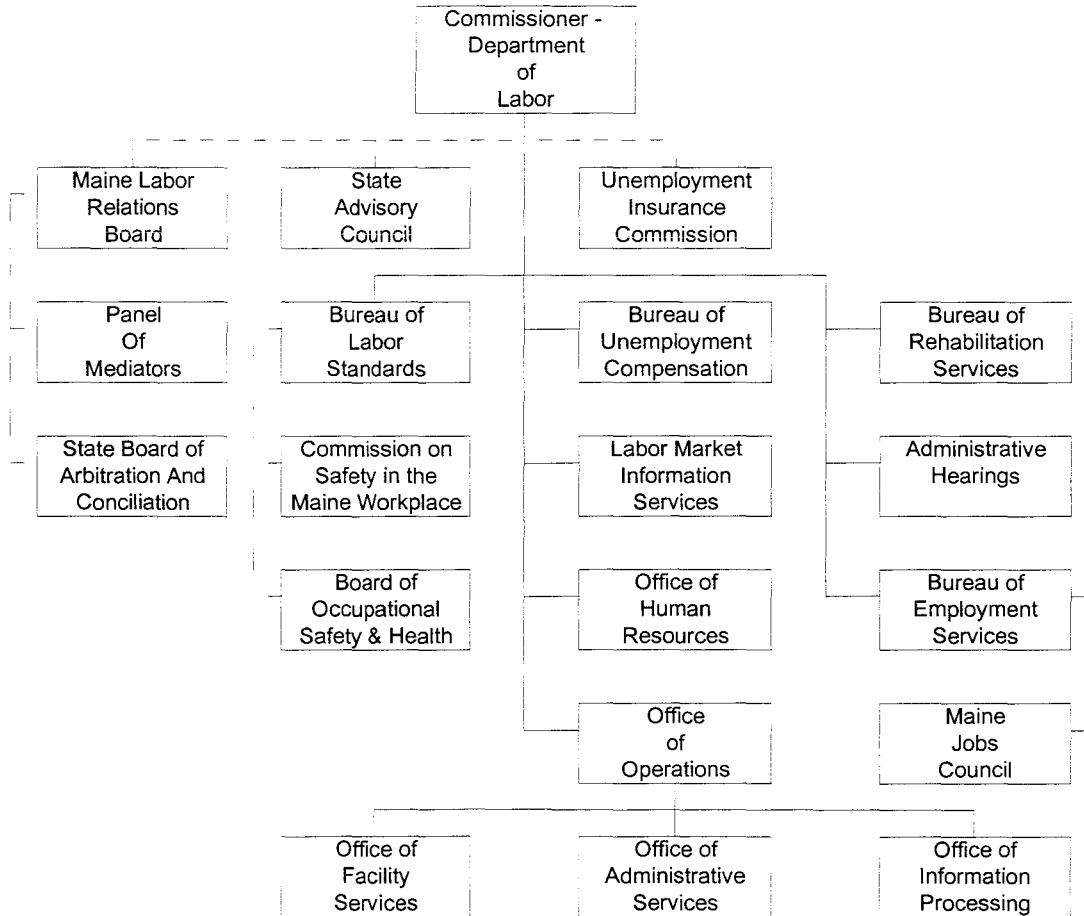 Commissioner -
Department
of
Labor
Maine Labor
Relations
Board
State
Advisory
Council
Unemployment
Insurance
Commission
Panel
Of
Mediators
Bureau of
Labor
Standards
Bureau of
Unemployment
Compensation
Bureau of
Rehabilitation
Services
State Board of
Arbitration And
Conciliation
Commission on
Safety in the
Maine Workplace
Labor Market
Information
Services
Administrative
Hearings
Board of
Occupational
Safety & Health
Office of
Human
Resources
Bureau of
Employment
Services
Office
of
Operations
Maine
Jobs
Council
Office of
Facility
Services
Office of
Administrative
Services
Office of
Information
Processing